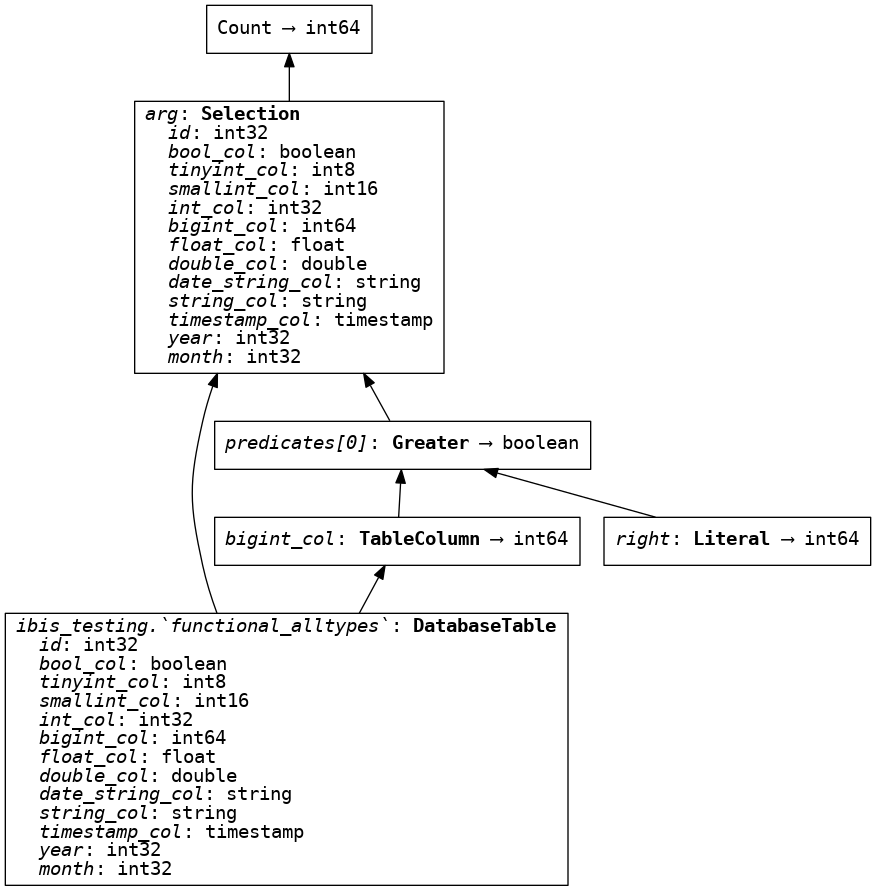 Count → int64
arg: Selection
id: int32
bool_col: boolean
tinyint_col: int8
smallint_col: int16
int_col: int32
bigint_col: int64
float_col: float
double_col: double
date_string_col: string
string_col: string
timestamp_col: timestamp
year: int32
month: int32
predicates[0]: Greater → boolean
bigint_col: TableColumn → int64
right: Literal → int64
ibis_testing.`functional_alltypes`: DatabaseTable
id: int32
bool_col: boolean
tinyint_col: int8
smallint_col: int16
int_col: int32
bigint_col: int64
float_col: float
double_col: double
date_string_col: string
string_col: string
timestamp_col: timestamp
year: int32
month: int32